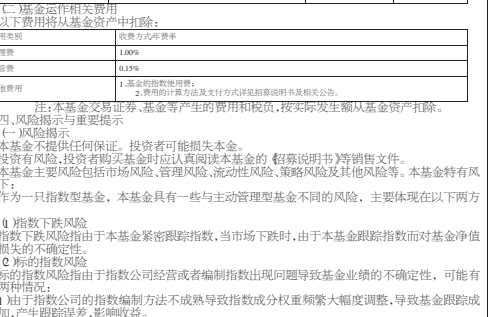 (二)基金运作相关费用
以下费用将从基金资产中扣除:
用类别 收费方式/年费率
理费 1.00%
管费 0.15%
他费用 1.基金的指数使用费;
2.费用的计算方法及支付方式详见招募说明书及相关公告。
注:本基金交易证券、基金等产生的费用和税负,按实际发生额从基金资产扣除。
四、风险揭示与重要提示
(一)风险揭示
本基金不提供任何保证。投资者可能损失本金。
投资有风险,投资者购买基金时应认真阅读本基金的《招募说明书》等销售文件。
本基金主要风险包括市场风险、管理风险、流动性风险、策略风险及其他风险等。本基金特有风
下:
作为一只指数型基金，本基金具有一些与主动管理型基金不同的风险，主要体现在以下两方
(1)指数下跌风险
指数下跌风险指由于本基金紧密跟踪指数,当市场下跌时,由于本基金跟踪指数而对基金净值
损失的不确定性。
(2)标的指数风险
标的指数风险指由于指数公司经营或者编制指数出现问题导致基金业绩的不确定性，可能有
两种情况:
)由于指数公司的指数编制方法不成熟导致指数成分权重频繁大幅度调整,导致基金跟踪成
加,产生跟踪误差,影响收益。